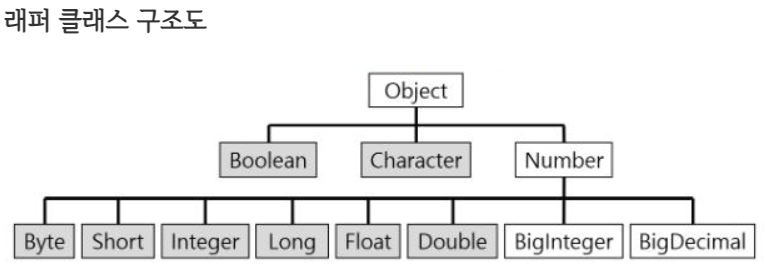 래퍼 클래스 구조도
Object
Boolean Character Number
Byte Short Integer Long Float Double BigInteger BigDecimal